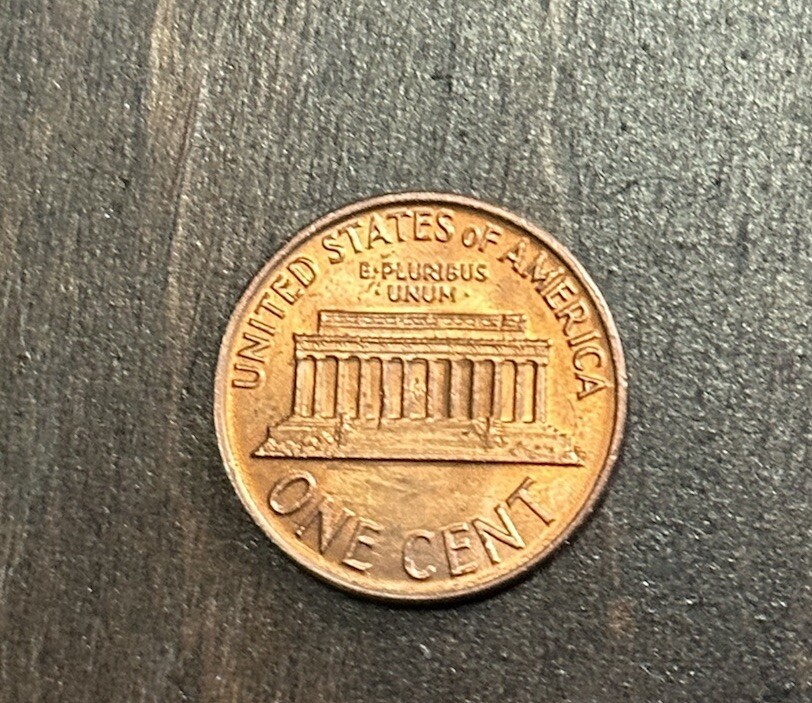 UNITED STATES oF AMERICA
E·PLURIBUS
·UNUM·
ONE CENT